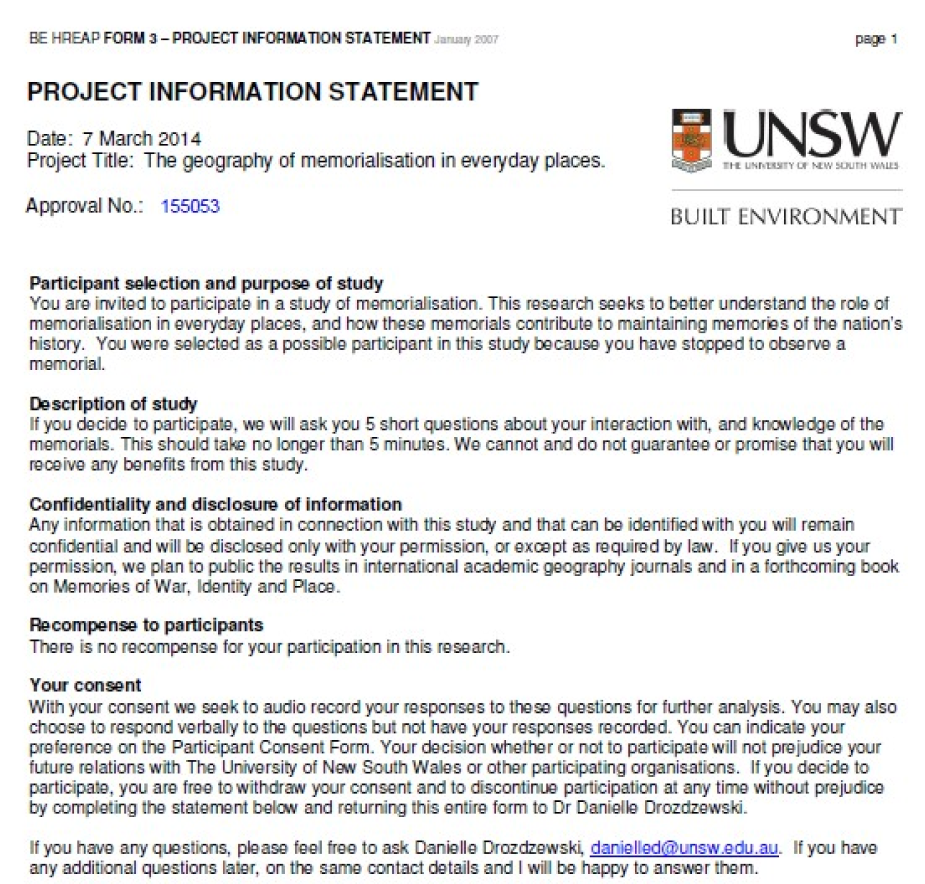 BE HREAP FORM 3 – PROJECT INFORMATION STATEMENT January 2007 page 1
PROJECT INFORMATION STATEMENT
Date: 7 March 2014
Project Title: The geography of memorialisation in everyday places.
Approval No.: 155053
UNSW
THE UNIVERSITY OF NEW SOUTH WALES
BUILT ENVIRONMENT
Participant selection and purpose of study
You are invited to participate in a study of memorialisation. This research seeks to better understand the role of
memorialisation in everyday places, and how these memorials contribute to maintaining memories of the nation's
history. You were selected as a possible participant in this study because you have stopped to observe a
memorial.
Description of study
If you decide to participate, we will ask you 5 short questions about your interaction with, and knowledge of the
memorials. This should take no longer than 5 minutes. We cannot and do not guarantee or promise that you will
receive any benefits from this study.
Confidentiality and disclosure of information
Any information that is obtained in connection with this study and that can be identified with you will remain
confidential and will be disclosed only with your permission, or except as required by law. If you give us your
permission, we plan to public the results in international academic geography journals and in a forthcoming book
on Memories of War, Identity and Place.
Recompense to participants
There is no recompense for your participation in this research.
Your consent
With your consent we seek to audio record your responses to these questions for further analysis. You may also
choose to respond verbally to the questions but not have your responses recorded. You can indicate your
preference on the Participant Consent Form. Your decision whether or not to participate will not prejudice your
future relations with The University of New South Wales or other participating organisations. If you decide to
participate, you are free to withdraw your consent and to discontinue participation at any time without prejudice
by completing the statement below and returning this entire form to Dr Danielle Drozdzewski.
If you have any questions, please feel free to ask Danielle Drozdzewski, danielled@unsw.edu.au. If you have
any additional questions later, on the same contact details and I will be happy to answer them.